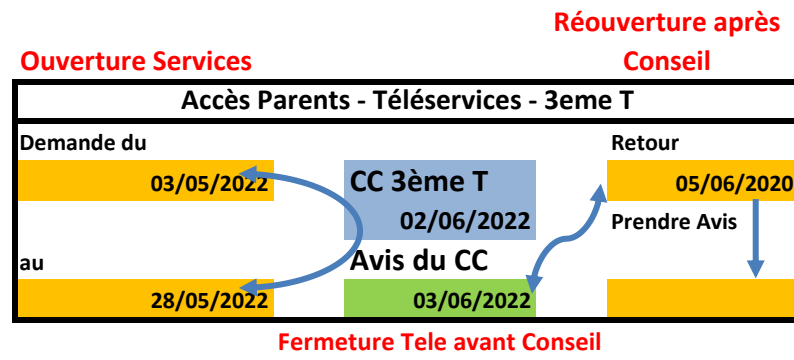 Réouverture après
Ouverture Services Conseil
Accès Parents - Téléservices - 3eme T
Demande du Retour
03/05/2022 CC 3ème T 05/06/2020
02/06/2022 Prendre Avis
au Avis du CC
28/05/2022 03/06/2022
Fermeture Tele avant Conseil